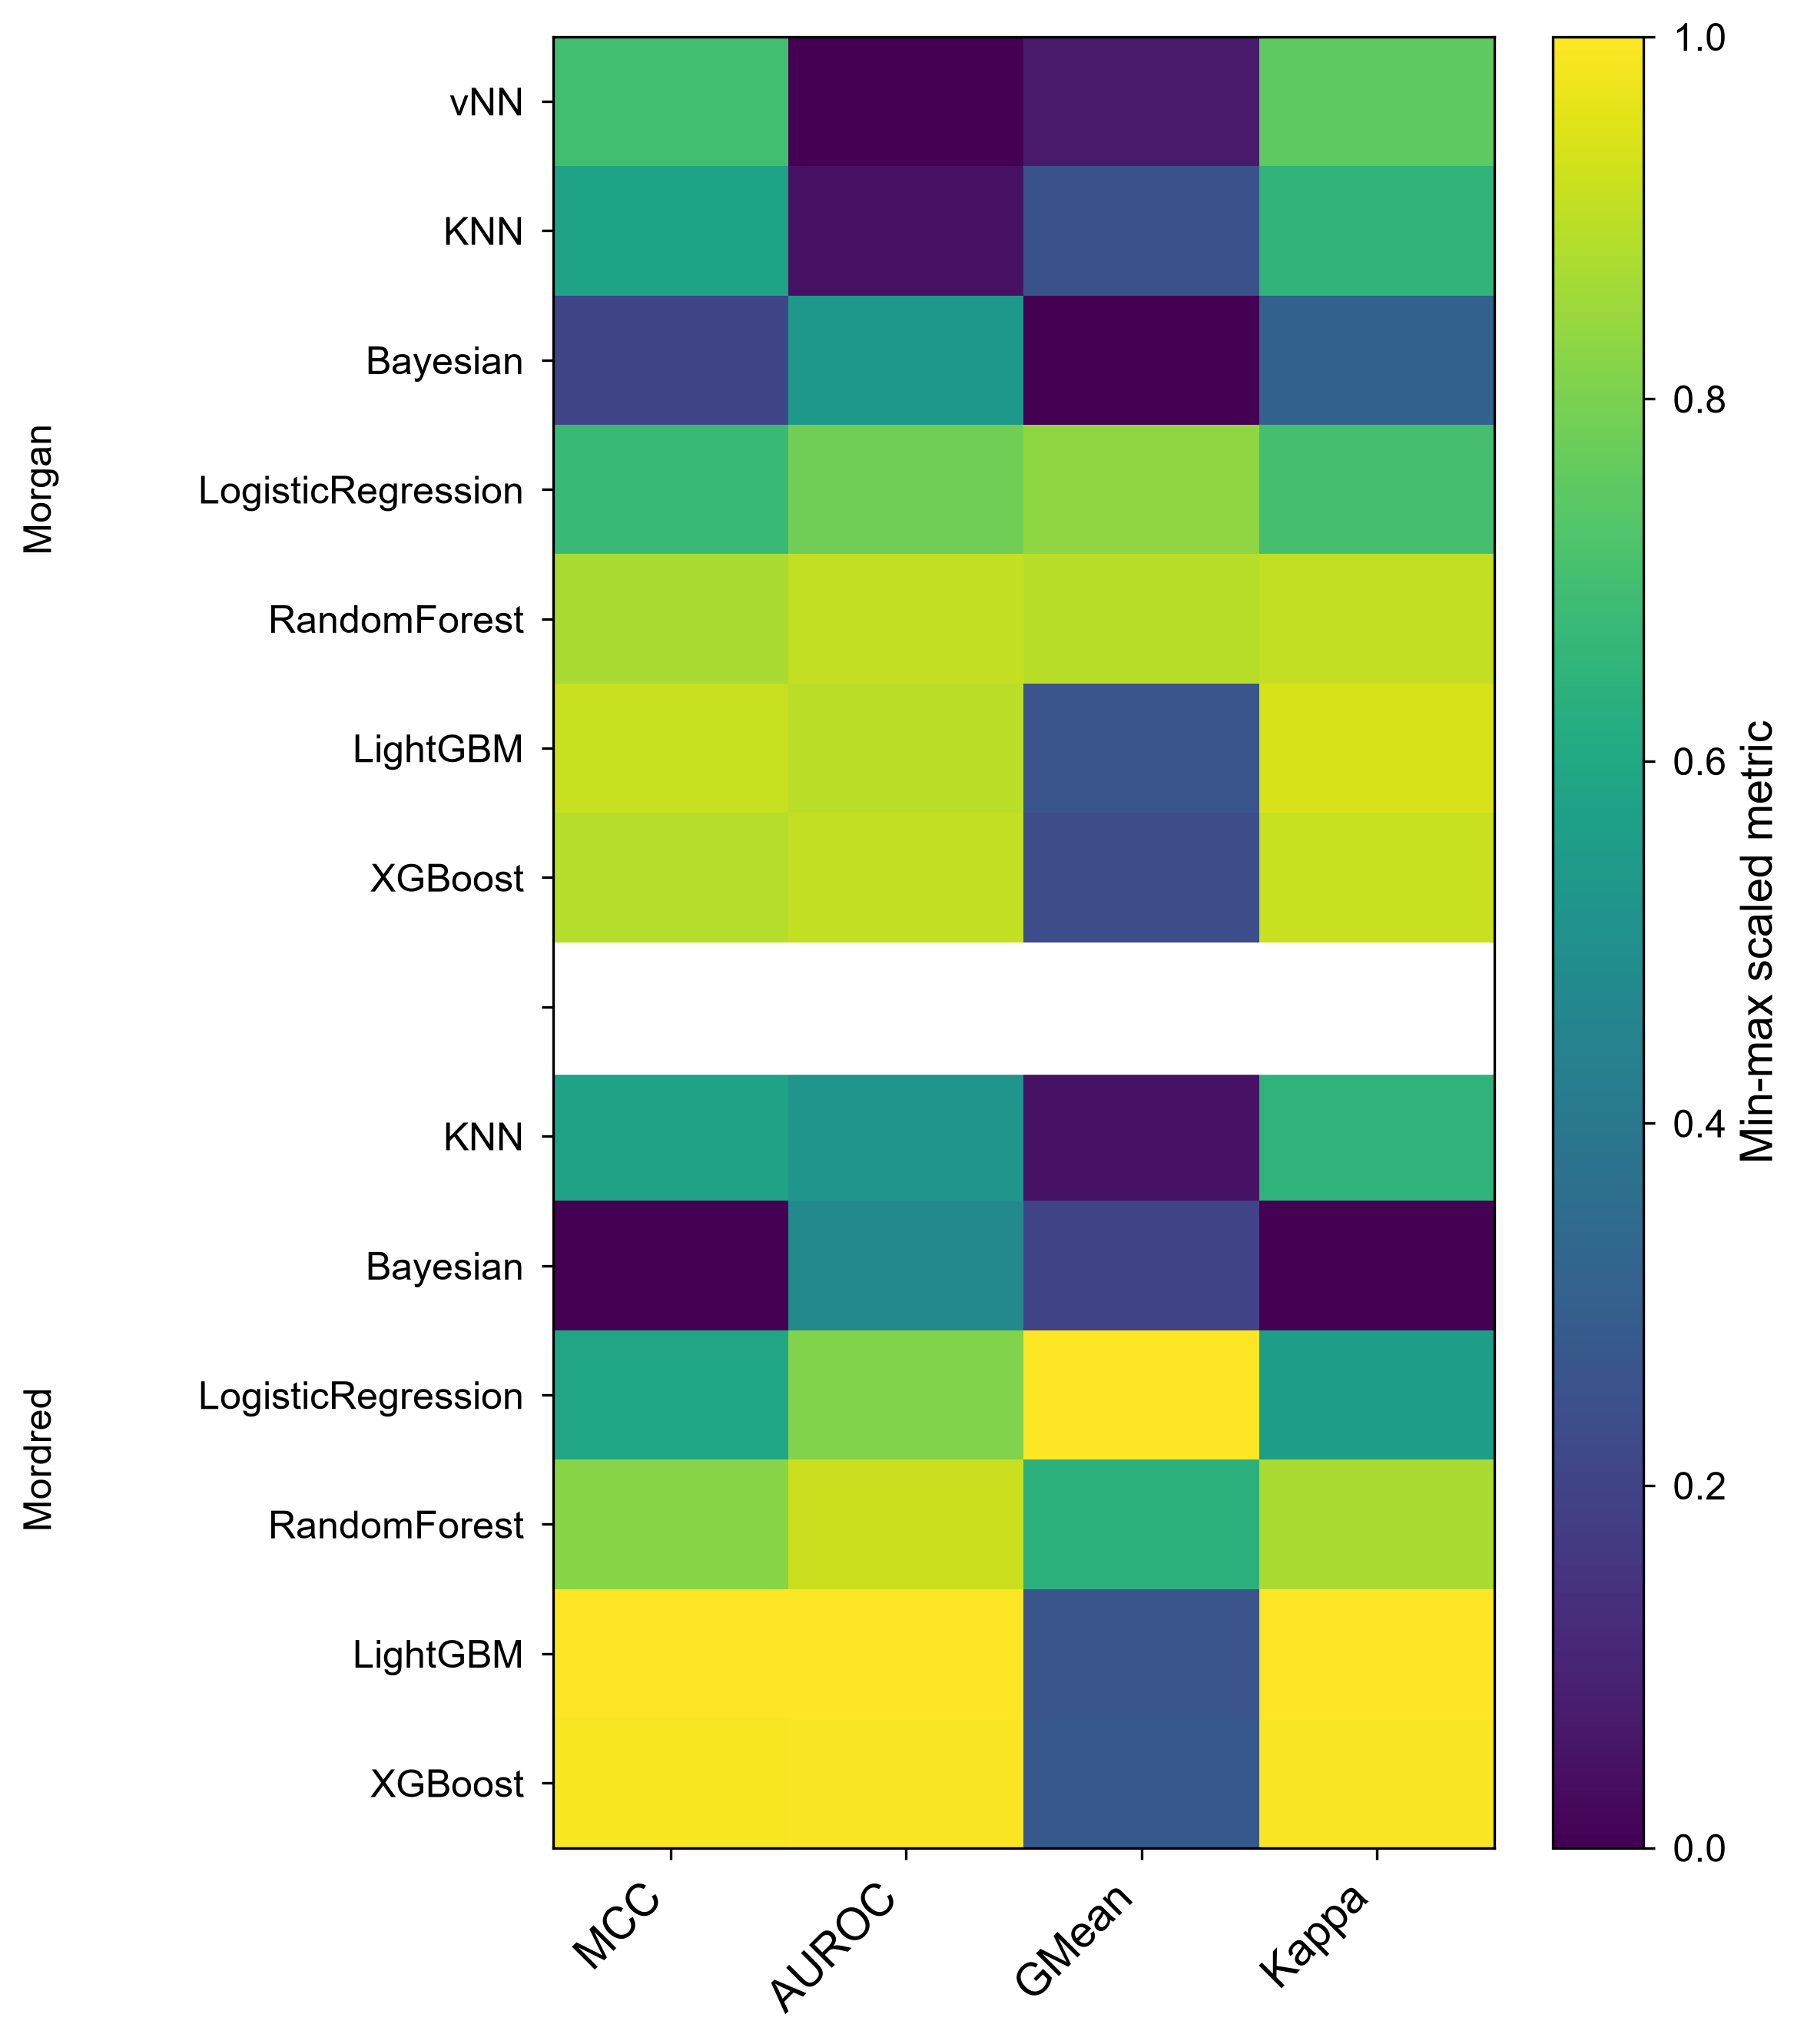 Morgan
vNN
KNN
Bayesian
LogisticRegression
RandomForest
LightGBM
XGBoost
Mordred
KNN
Bayesian
LogisticRegression
RandomForest
LightGBM
XGBoost
MCC
AUROC
GMean
Kappa
1.0
0.8
0.6
0.4
0.2
0.0
Min-max scaled metric